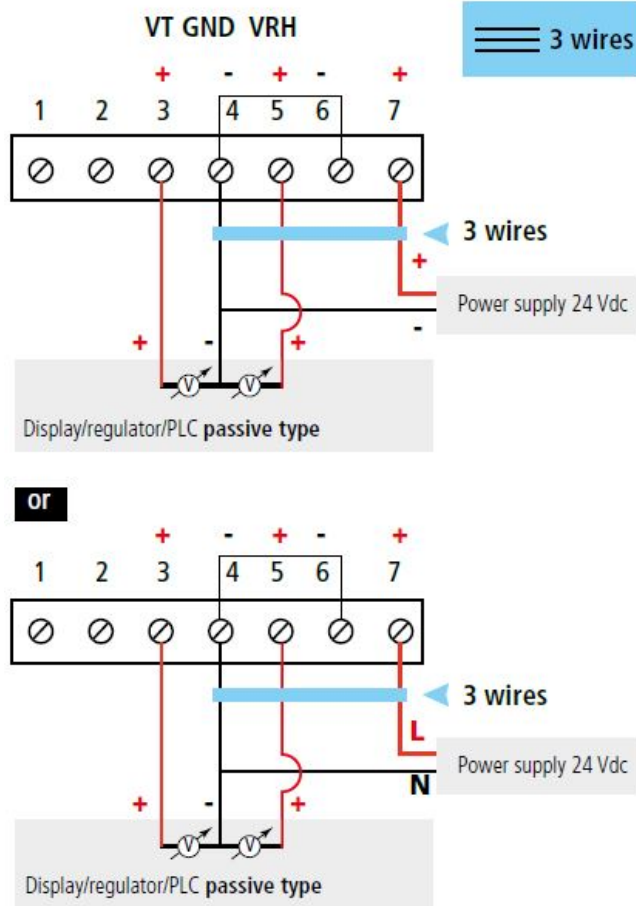 VT GND VRH
3 wires
+ - + - +
1 2 3 4 5 6 7
3 wires
+
Power supply 24 Vdc
-
+ - +
V V
Display/regulator/PLC passive type
or
+ - + - +
1 2 3 4 5 6 7
3 wires
L
Power supply 24 Vdc
N
+ - +
V V
Display/regulator/PLC passive type